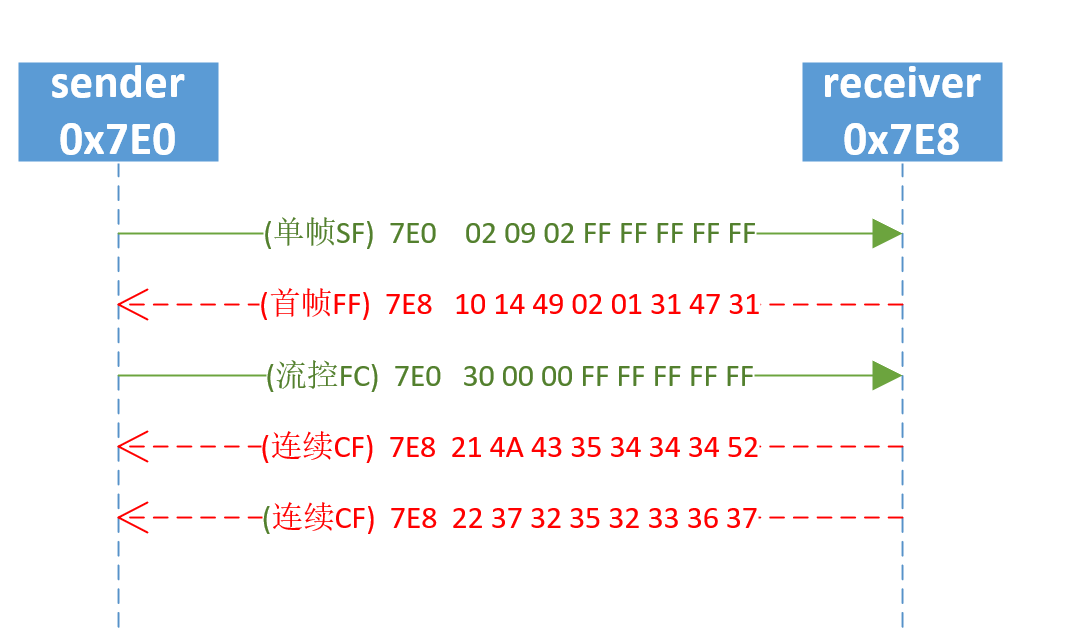 sender
0x7E0
receiver
0x7E8
(单帧SF) 7E0 02 09 02 FF FF FF FF FF
(首帧FF) 7E8 10 14 49 02 01 31 47 31
(流控FC) 7E0 30 00 00 FF FF FF FF FF
(连续CF) 7E8 21 4A 43 35 34 34 34 52
(连续CF) 7E8 22 37 32 35 32 33 36 37